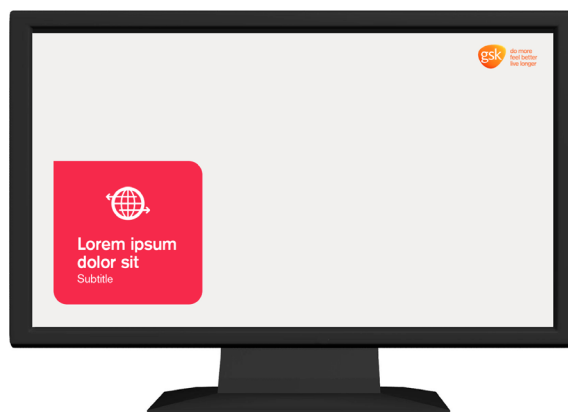 gsk
do more
feel better
live longer
Lorem ipsum
dolor sit
Subtitle